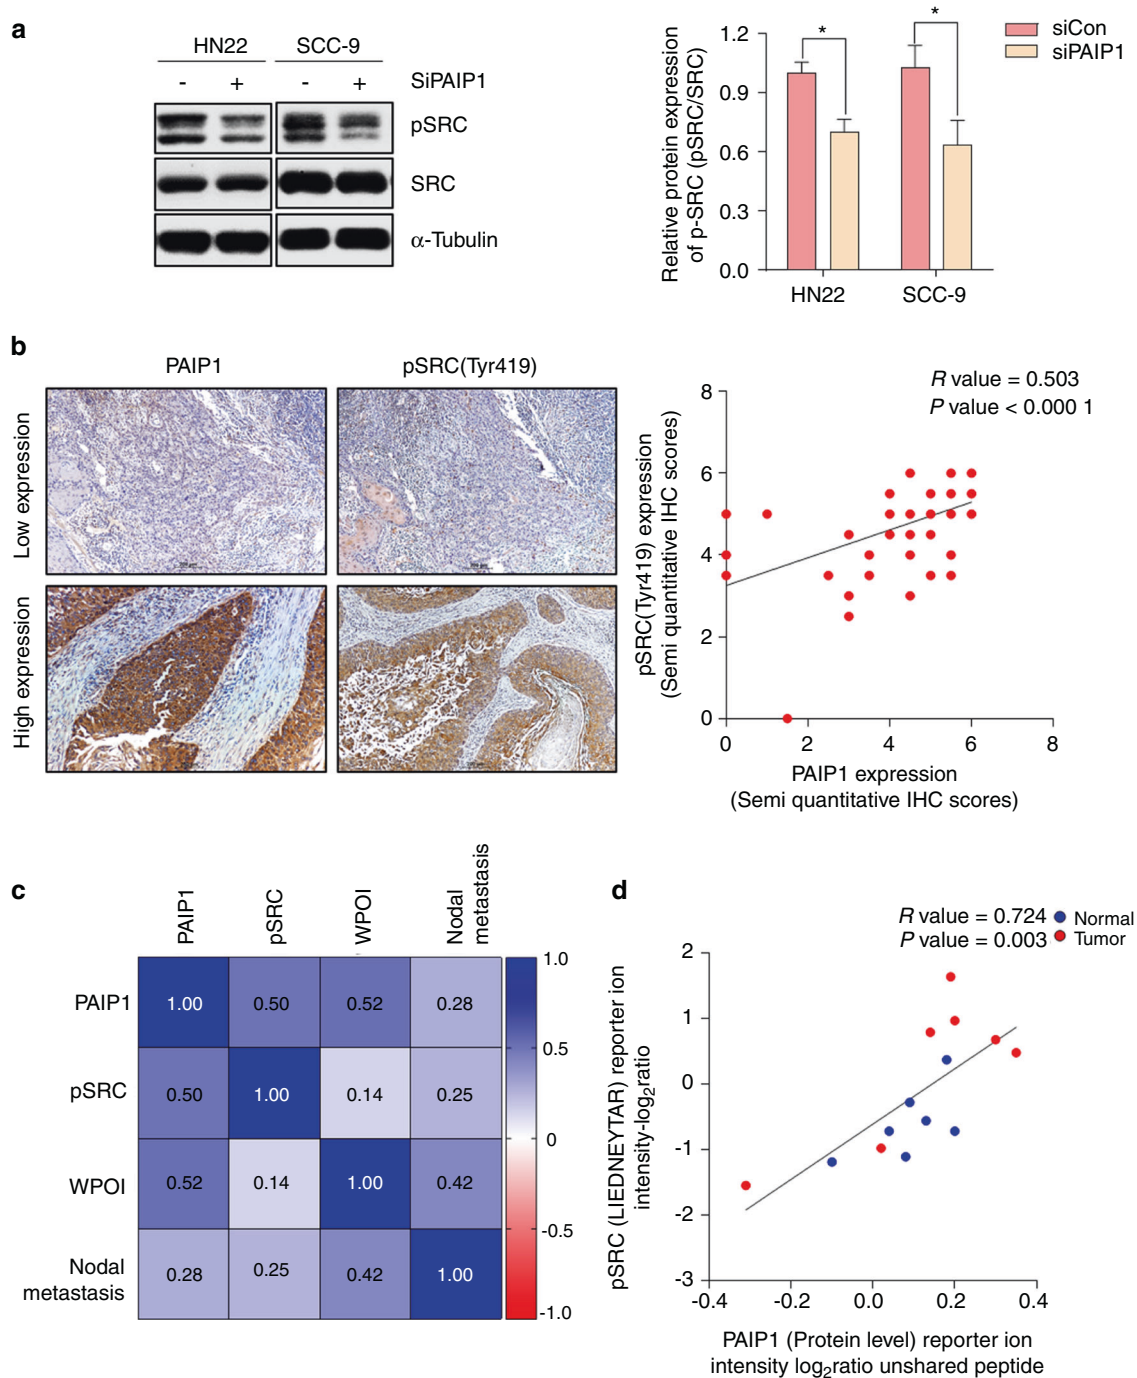 a
HN22 SCC-9
- + - + SiPAIP1
pSRC
SRC
α-Tubulin
Relative protein expression
of p-SRC (pSRC/SRC)
1.2
0.9
0.6
0.3
0.0
* *
HN22 SCC-9
siCon
siPAIP1
b
PAIP1 pSRC(Tyr419)
Low expression
High expression
pSRC(Tyr419) expression
(Semi quantitative IHC scores)
R value = 0.503
P value < 0.000 1
8
6
4
2
0
0 2 4 6 8
PAIP1 expression
(Semi quantitative IHC scores)
c
PAIP1
pSRC
WPOI
Nodal
metastasis
PAIP1 1.00 0.50 0.52 0.28
pSRC 0.50 1.00 0.14 0.25
WPOI 0.52 0.14 1.00 0.42
Nodal
metastasis 0.28 0.25 0.42 1.00
1.0
0.5
0
-0.5
-1.0
d
R value = 0.724
P value = 0.003
Normal
Tumor
pSRC (LIEDNEYTAR) reporter ion
intensity-log₂ratio
2
1
0
-1
-2
-3
-0.4 -0.2 0.0 0.2 0.4
PAIP1 (Protein level) reporter ion
intensity log₂ratio unshared peptide